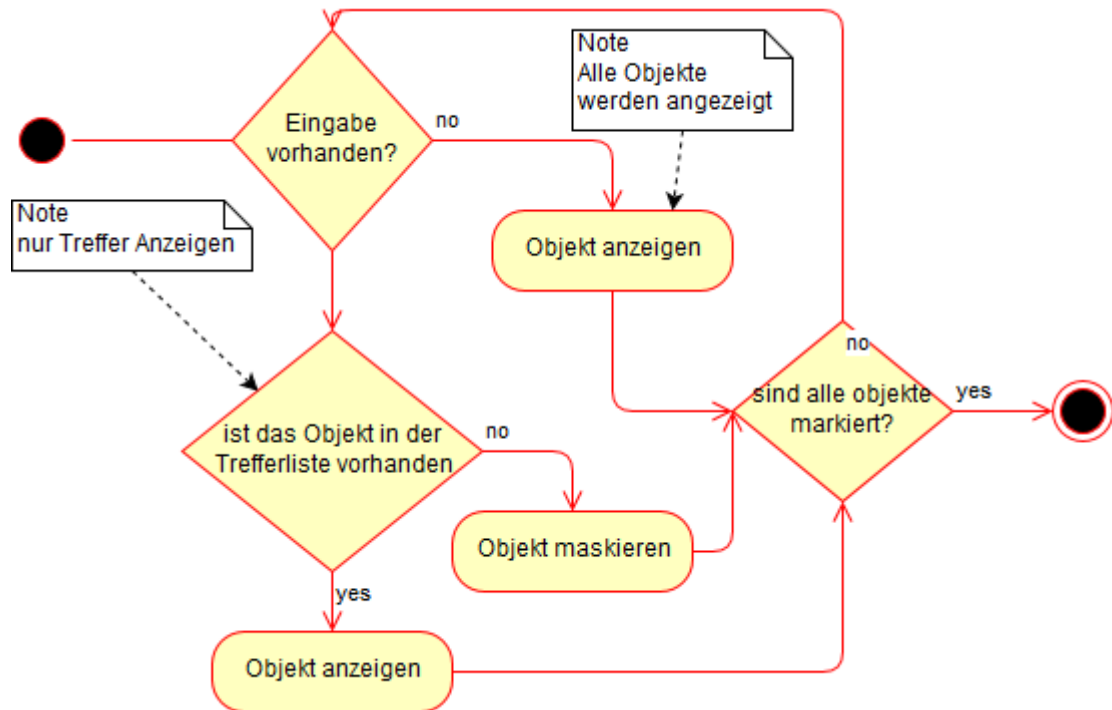 Note
Alle Objekte
werden angezeigt
Eingabe
vorhanden?
no
Note
nur Treffer Anzeigen
Objekt anzeigen
no
sind alle objekte
markiert?
yes
ist das Objekt in der
Trefferliste vorhanden
no
Objekt maskieren
yes
Objekt anzeigen